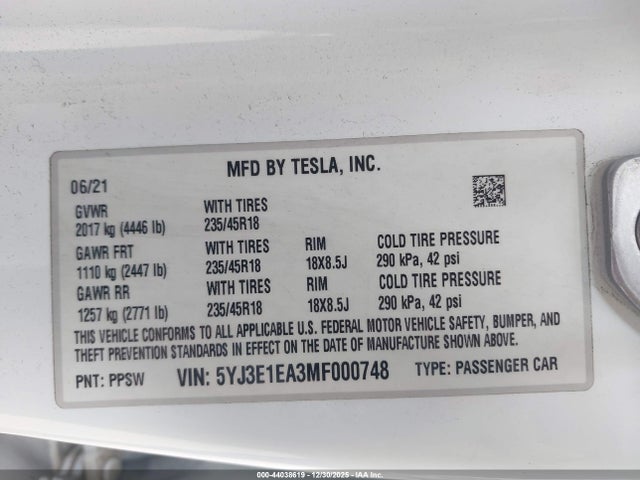 MFD BY TESLA, INC.
06/21
GVWR WITH TIRES
2017 kg (4446 lb) 235/45R18
GAWR FRT WITH TIRES RIM COLD TIRE PRESSURE
1110 kg (2447 lb) 235/45R18 18X8.5J 290 kPa, 42 psi
GAWR RR WITH TIRES RIM COLD TIRE PRESSURE
1257 kg (2771 lb) 235/45R18 18X8.5J 290 kPa, 42 psi
THIS VEHICLE CONFORMS TO ALL APPLICABLE U.S. FEDERAL MOTOR VEHICLE SAFETY, BUMPER, AND
THEFT PREVENTION STANDARDS IN EFFECT ON THE DATE OF MANUFACTURE SHOWN ABOVE.
PNT: PPSW VIN: 5YJ3E1EA3MF000748 TYPE: PASSENGER CAR
000-44038619 - 12/30/2025 - COPYRIGHT IAA, LLC.